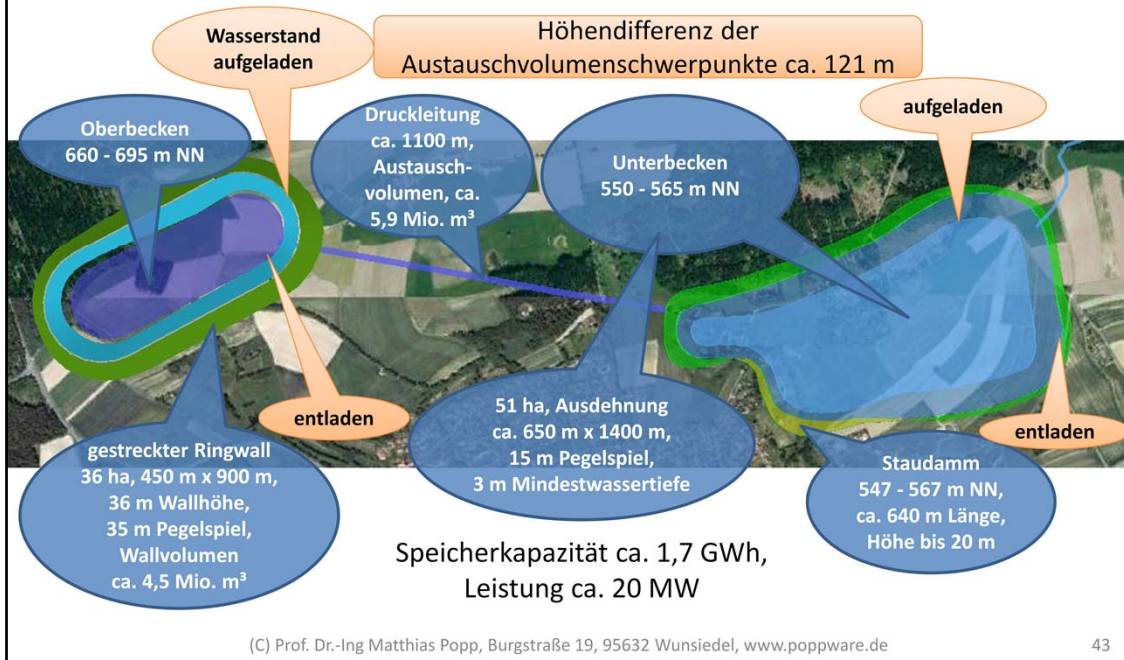 Wasserstand
aufgeladen
Höhendifferenz der
Austauschvolumenschwerpunkte ca. 121 m
Oberbecken
660 - 695 m NN
Druckleitung
ca. 1100 m,
Austausch-
volumen, ca.
5,9 Mio. m³
Unterbecken
550 - 565 m NN
aufgeladen
entladen
gestreckter Ringwall
36 ha, 450 m x 900 m,
36 m Wallhöhe,
35 m Pegelspiel,
Wallvolumen
ca. 4,5 Mio. m³
51 ha, Ausdehnung
ca. 650 m x 1400 m,
15 m Pegelspiel,
3 m Mindestwassertiefe
entladen
Staudamm
547 - 567 m NN,
ca. 640 m Länge,
Höhe bis 20 m
Speicherkapazität ca. 1,7 GWh,
Leistung ca. 20 MW
(C) Prof. Dr.-Ing Matthias Popp, Burgstraße 19, 95632 Wunsiedel, www.poppware.de
43